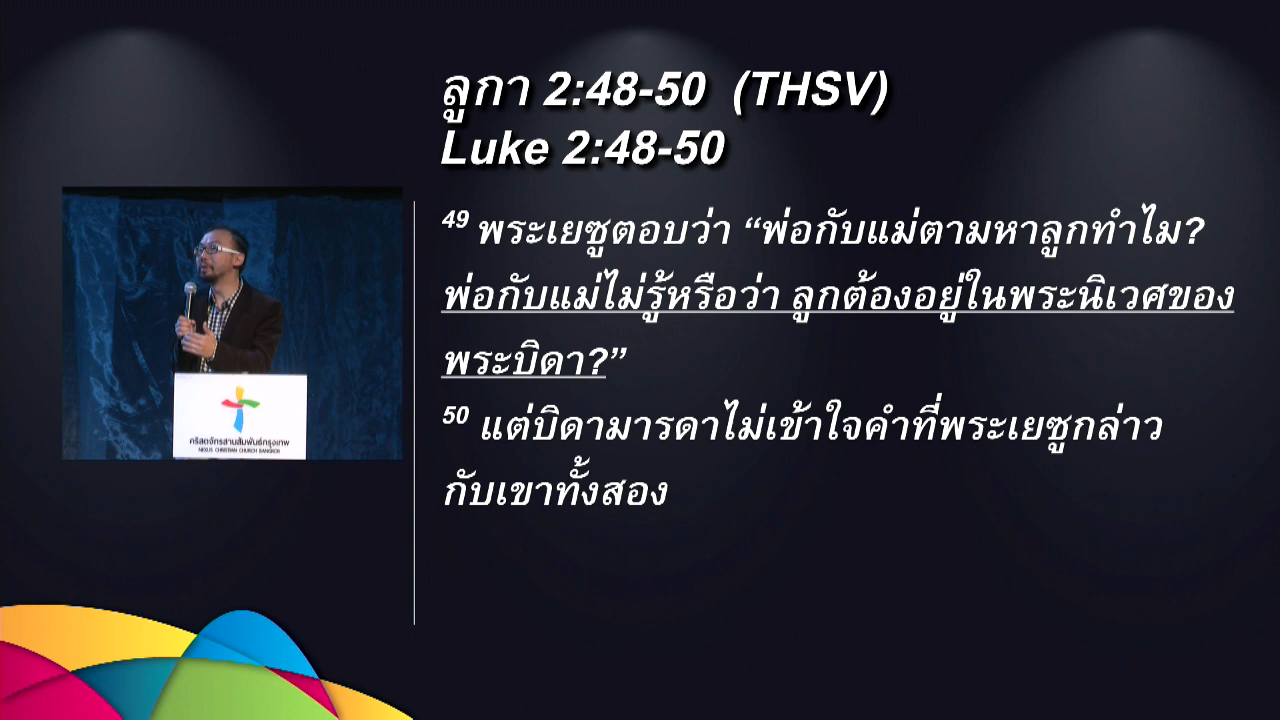 ลูกา 2:48-50 (THSV)
Luke 2:48-50
49 พระเยซูตอบว่า “พ่อกับแม่ตามหาลูกทำไม?
พ่อกับแม่ไม่รู้หรือว่า ลูกต้องอยู่ในพระนิเวศของ
พระบิดา?”
50 แต่บิดามารดาไม่เข้าใจคำที่พระเยซูกล่าว
กับเขาทั้งสอง
คริสตจักรสานสัมพันธ์กรุงเทพ
NEXUS CHRISTIAN CHURCH BANGKOK